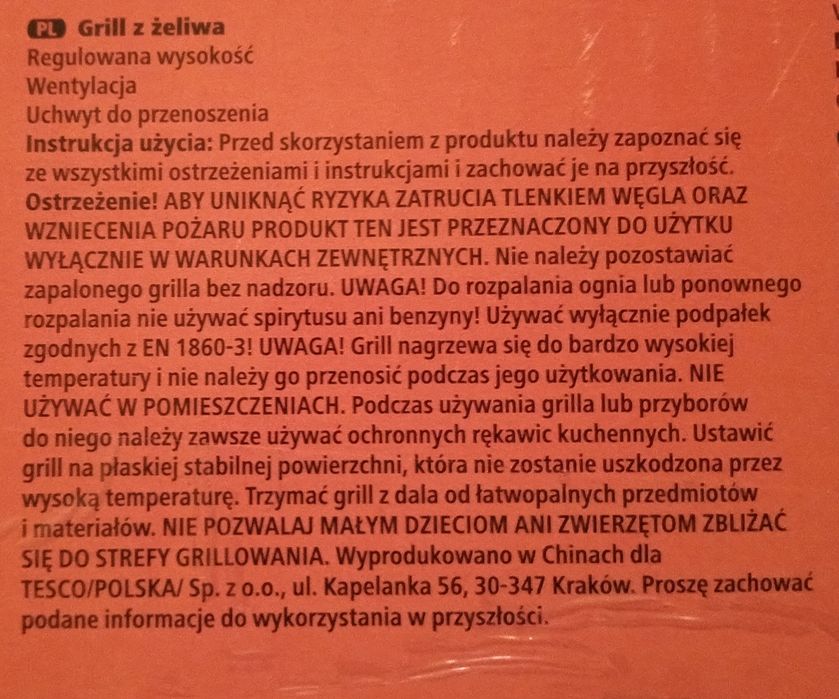 PL Grill z żeliwa
Regulowana wysokość
Wentylacja
Uchwyt do przenoszenia
Instrukcja użycia: Przed skorzystaniem z produktu należy zapoznać się
ze wszystkimi ostrzeżeniami i instrukcjami i zachować je na przyszłość.
Ostrzeżenie! ABY UNIKNĄĆ RYZYKA ZATRUCIA TLENKIEM WĘGLA ORAZ
WZNIECENIA POŻARU PRODUKT TEN JEST PRZEZNACZONY DO UŻYTKU
WYŁĄCZNIE W WARUNKACH ZEWNĘTRZNYCH. Nie należy pozostawiać
zapalonego grilla bez nadzoru. UWAGA! Do rozpalania ognia lub ponownego
rozpalania nie używać spirytusu ani benzyny! Używać wyłącznie podpałek
zgodnych z EN 1860-3! UWAGA! Grill nagrzewa się do bardzo wysokiej
temperatury i nie należy go przenosić podczas jego użytkowania. NIE
UŻYWAĆ W POMIESZCZENIACH. Podczas używania grilla lub przyborów
do niego należy zawsze używać ochronnych rękawic kuchennych. Ustawić
grill na płaskiej stabilnej powierzchni, która nie zostanie uszkodzona przez
wysoką temperaturę. Trzymać grill z dala od łatwopalnych przedmiotów
i materiałów. NIE POZWALAJ MAŁYM DZIECIOM ANI ZWIERZĘTOM ZBLIŻAĆ
SIĘ DO STREFY GRILLOWANIA. Wyprodukowano w Chinach dla
TESCO/POLSKA/ Sp. z o.o., ul. Kapelanka 56, 30-347 Kraków. Proszę zachować
podane informacje do wykorzystania w przyszłości.